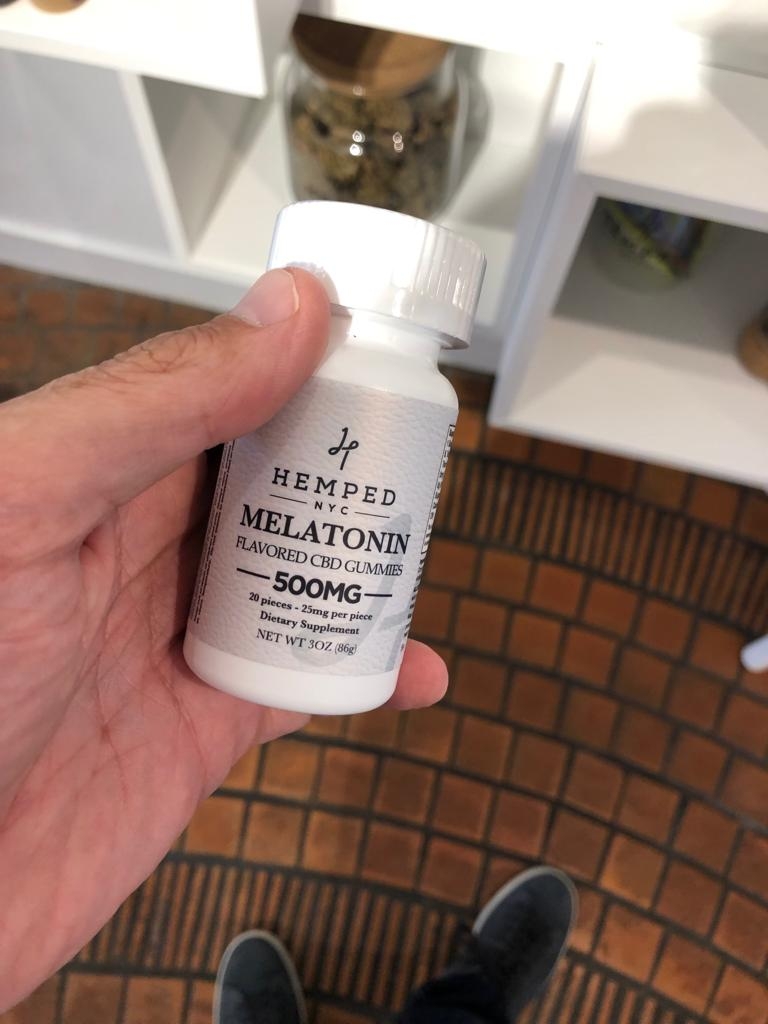 HEMPED
NYC
MELATONIN
FLAVORED CBD GUMMIES
500MG
20 pieces - 25mg per piece
Dietary Supplement
NET WT 3OZ (86g)